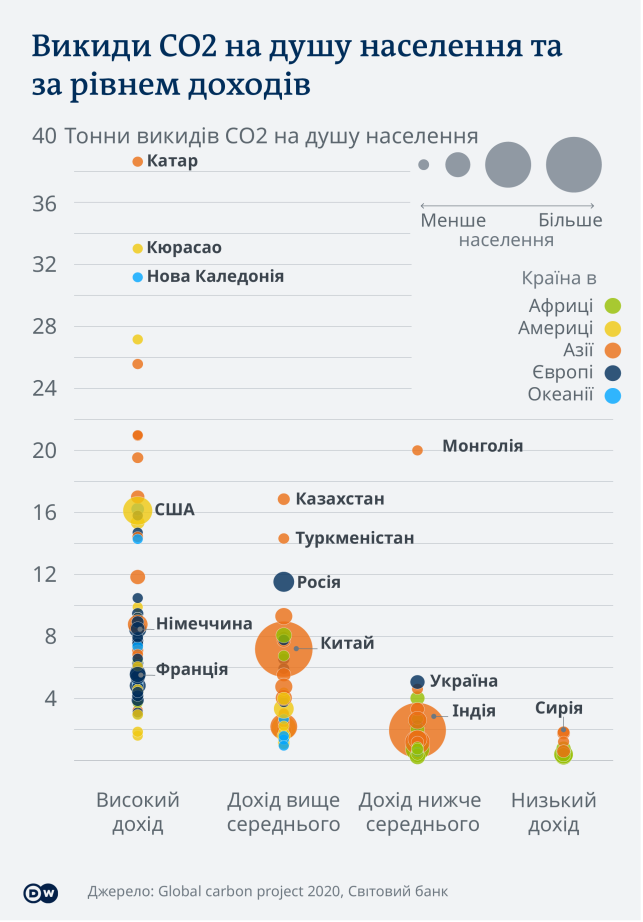 Викиди CO2 на душу населення та
за рівнем доходів
40 Тонни викидів CO2 на душу населення
Катар
36
Менше
Більше
населення
Кюрасао
32
Нова Каледонія
Країна в
Африці
Америці
Азії
Європі
Океанії
28
24
20
Монголія
Казахстан
16
США
Туркменістан
12
Росія
8
Німеччина
Китай
Франція
Україна
4
Індія
Сирія
Високий
дохід
Дохід вище
середнього
Дохід нижче
середнього
Низький
дохід
DW
Джерело: Global carbon project 2020, Світовий банк